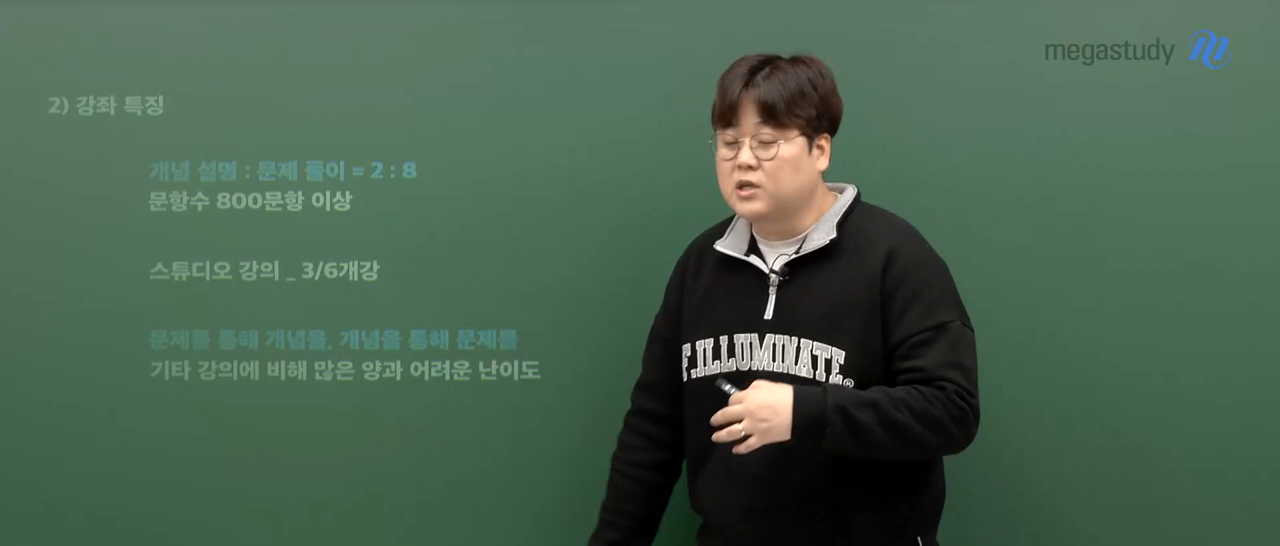 megastudy
2) 강좌 특징
개념 설명 : 문제 풀이 = 2 : 8
문항수 800문항 이상
스튜디오 강의 _ 3/6개강
문제를 통해 개념을, 개념을 통해 문제를
기타 강의에 비해 많은 양과 어려운 난이도
F.ILLUMINATE